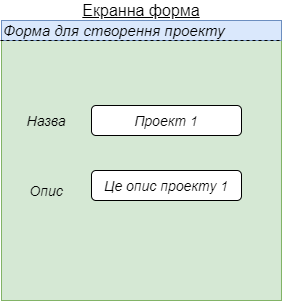 Екранна форма
Форма для створення проекту
Назва
Проект 1
Опис
Це опис проекту 1